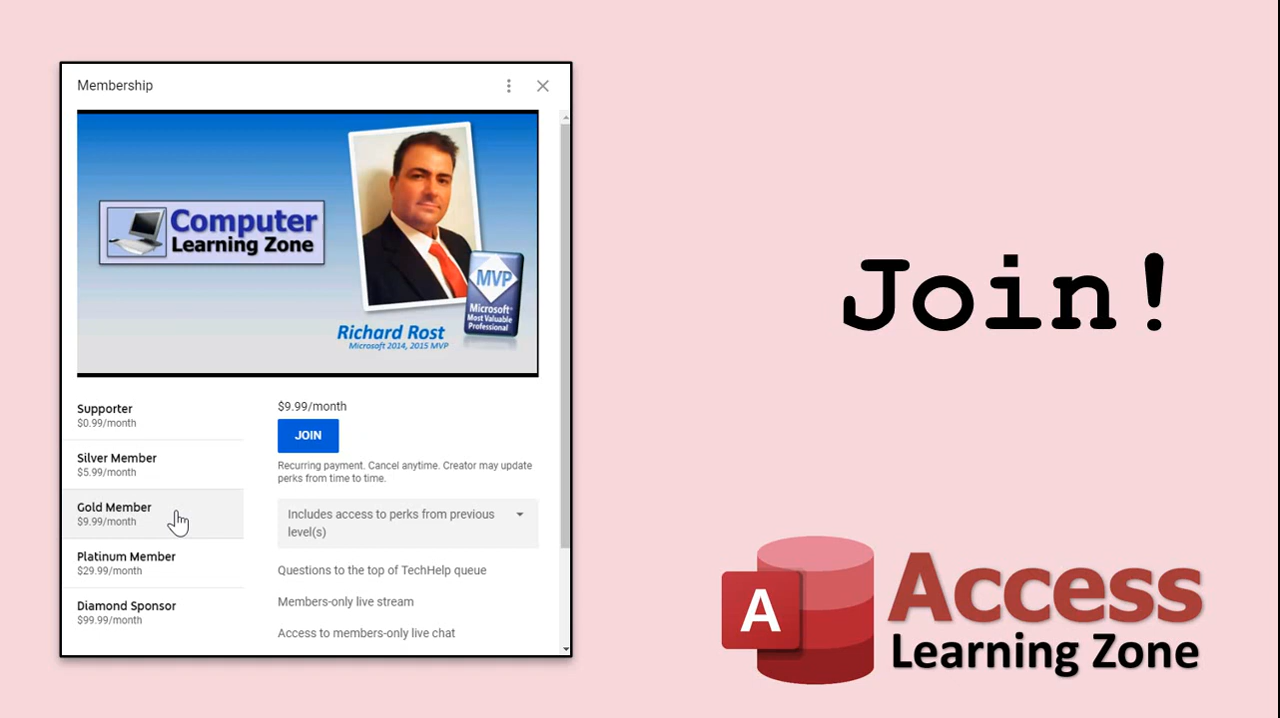 Membership
Computer
Learning Zone
MVP
Microsoft®
Most Valuable
Professional
Richard Rost
Microsoft 2014, 2015 MVP
Supporter
$0.99/month
Silver Member
$5.99/month
Gold Member
$9.99/month
Platinum Member
$29.99/month
Diamond Sponsor
$99.99/month
$9.99/month
JOIN
Recurring payment. Cancel anytime. Creator may update
perks from time to time.
Includes access to perks from previous
level(s)
Questions to the top of TechHelp queue
Members-only live stream
Access to members-only live chat
Join!
A
Access
Learning Zone